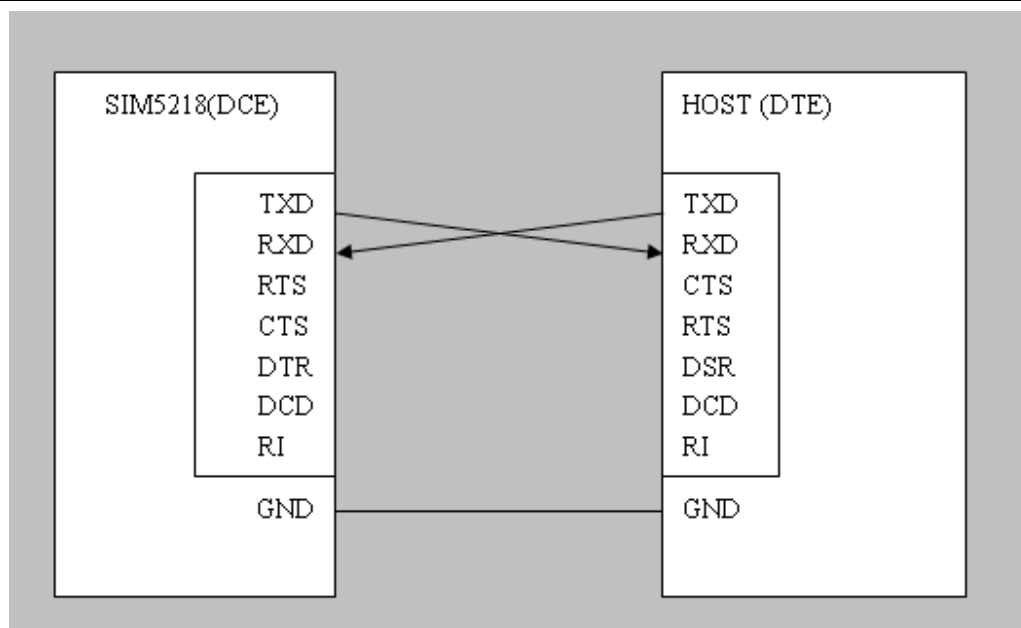 SIM5218(DCE)
TXD
RXD
RTS
CTS
DTR
DCD
RI
GND
HOST (DTE)
TXD
RXD
CTS
RTS
DSR
DCD
RI
GND